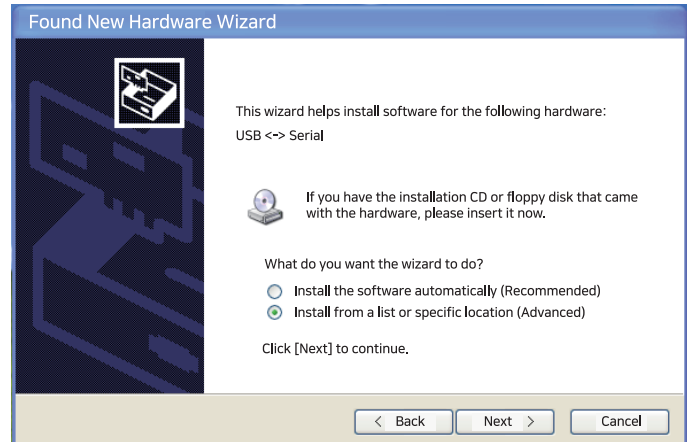 Found New Hardware Wizard
This wizard helps install software for the following hardware:
USB <-> Serial
If you have the installation CD or floppy disk that came
with the hardware, please insert it now.
What do you want the wizard to do?
Install the software automatically (Recommended)
Install from a list or specific location (Advanced)
Click [Next] to continue.
< Back Next > Cancel